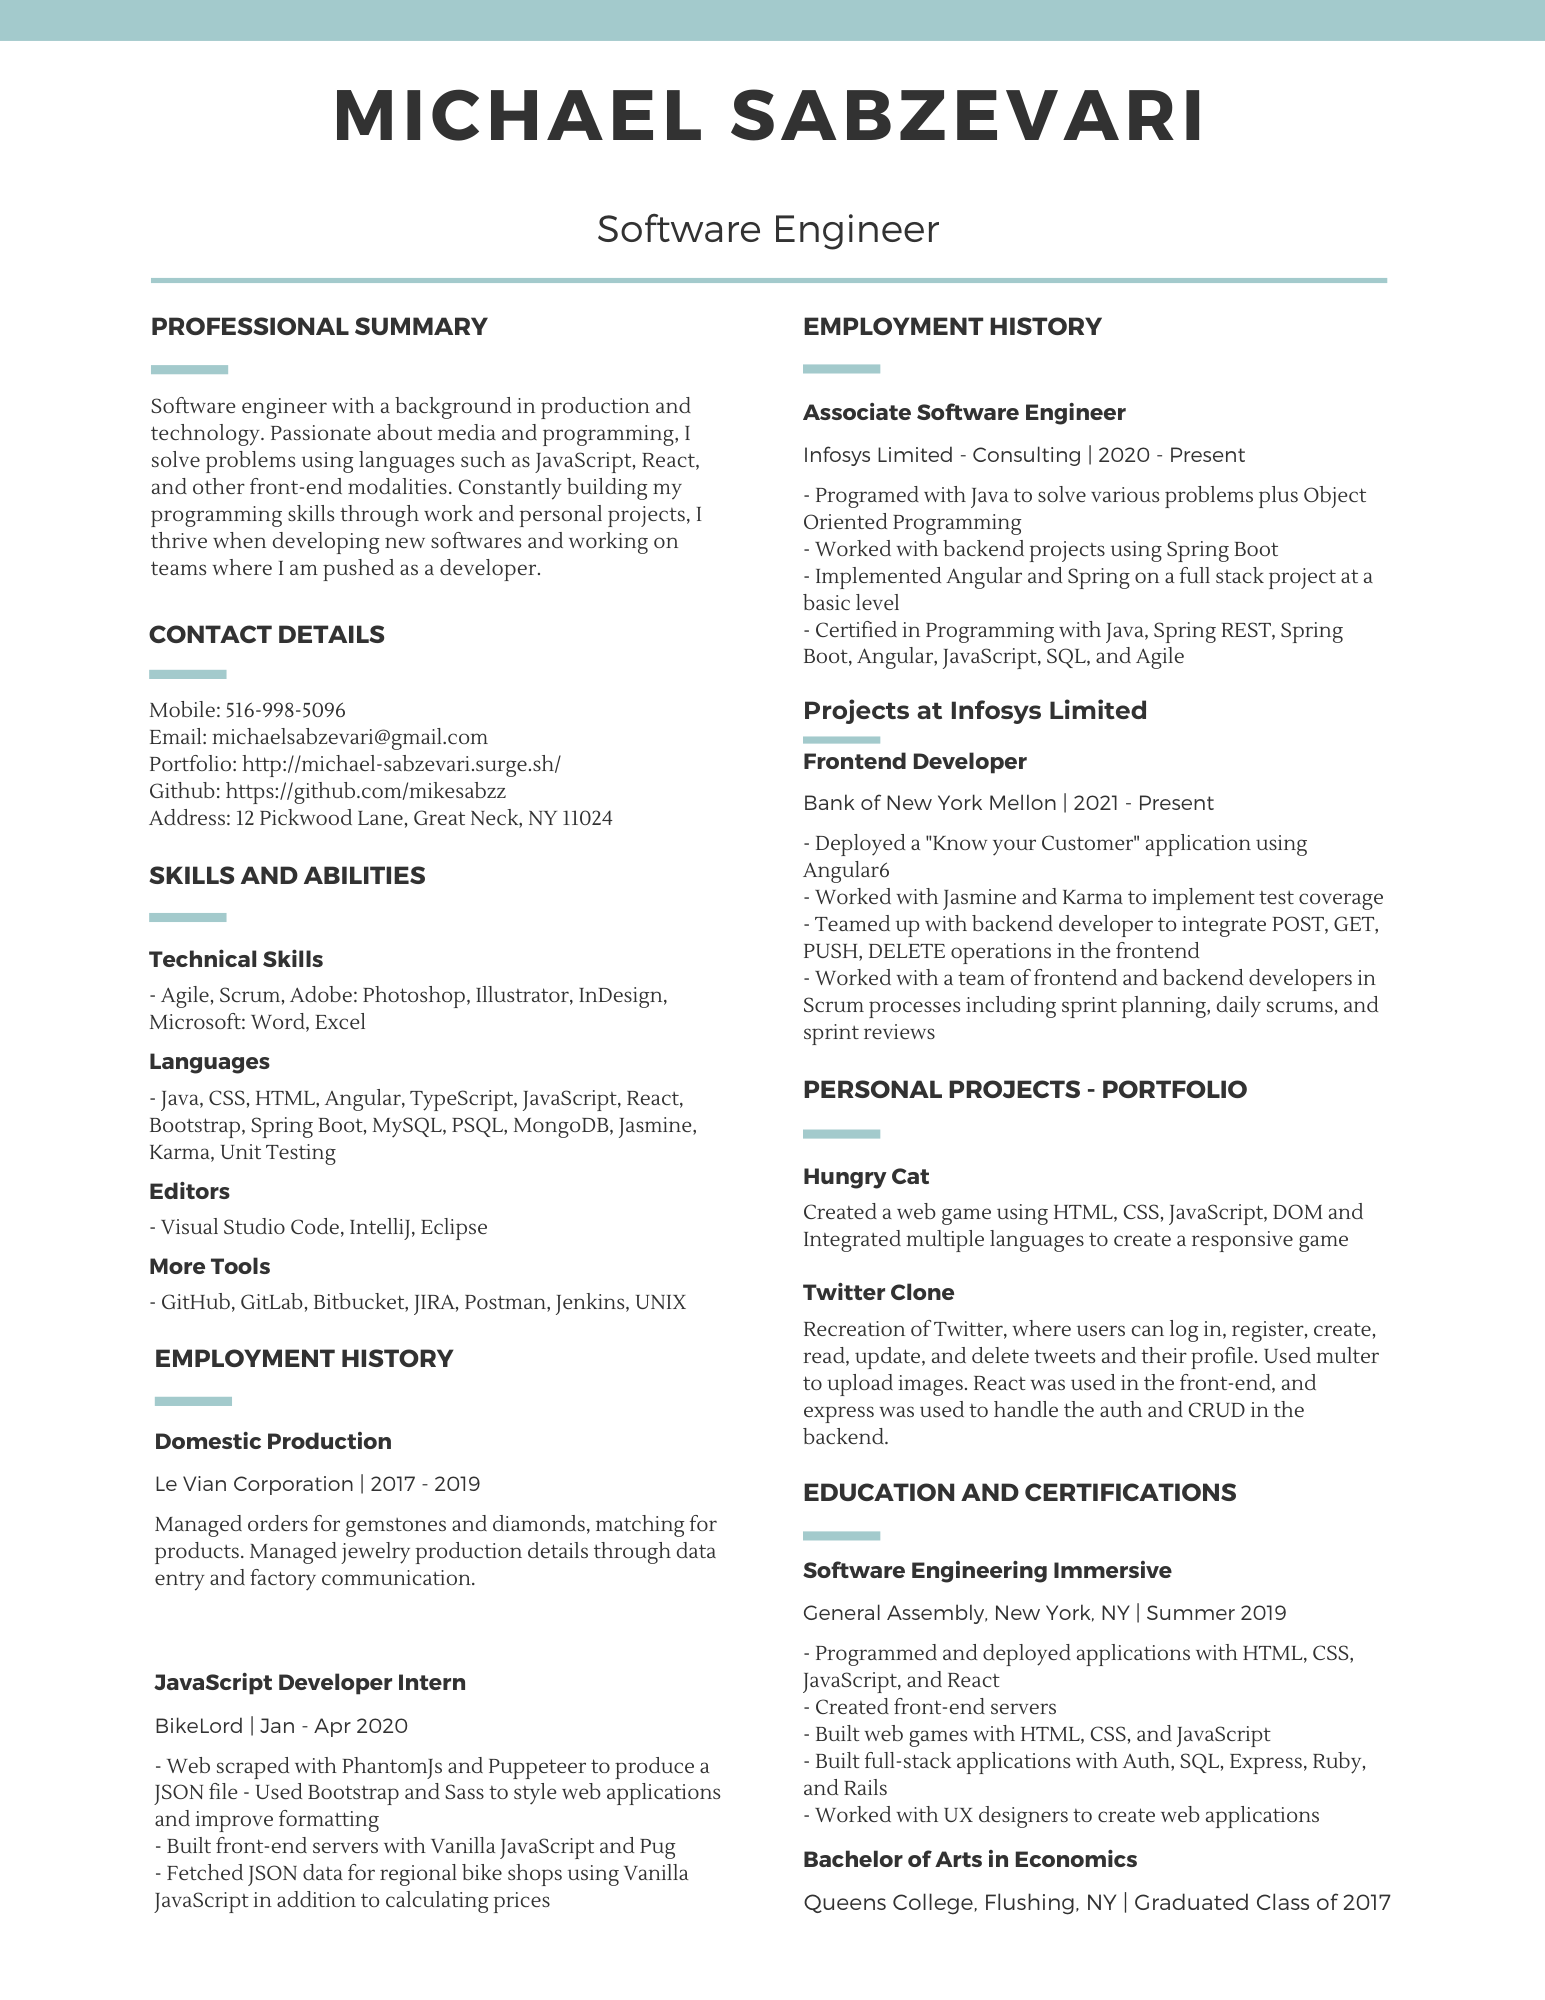 MICHAEL SABZEVARI
Software Engineer
PROFESSIONAL SUMMARY
Software engineer with a background in production and
technology. Passionate about media and programming, I
solve problems using languages such as JavaScript, React,
and other front-end modalities. Constantly building my
programming skills through work and personal projects, I
thrive when developing new softwares and working on
teams where I am pushed as a developer.
CONTACT DETAILS
Mobile: 516-998-5096
Email: michaelsabzevari@gmail.com
Portfolio: http://michael-sabzevari.surge.sh/
Github: https://github.com/mikesabzz
Address: 12 Pickwood Lane, Great Neck, NY 11024
SKILLS AND ABILITIES
Technical Skills
- Agile, Scrum, Adobe: Photoshop, Illustrator, InDesign,
Microsoft: Word, Excel
Languages
- Java, CSS, HTML, Angular, TypeScript, JavaScript, React,
Bootstrap, Spring Boot, MySQL, PSQL, MongoDB, Jasmine,
Karma, Unit Testing
Editors
- Visual Studio Code, IntelliJ, Eclipse
More Tools
- GitHub, GitLab, Bitbucket, JIRA, Postman, Jenkins, UNIX
EMPLOYMENT HISTORY
Domestic Production
Le Vian Corporation | 2017 - 2019
Managed orders for gemstones and diamonds, matching for
products. Managed jewelry production details through data
entry and factory communication.
JavaScript Developer Intern
BikeLord | Jan - Apr 2020
- Web scraped with PhantomJs and Puppeteer to produce a
JSON file - Used Bootstrap and Sass to style web applications
and improve formatting
- Built front-end servers with Vanilla JavaScript and Pug
- Fetched JSON data for regional bike shops using Vanilla
JavaScript in addition to calculating prices
EMPLOYMENT HISTORY
Associate Software Engineer
Infosys Limited - Consulting | 2020 - Present
- Programed with Java to solve various problems plus Object
Oriented Programming
- Worked with backend projects using Spring Boot
- Implemented Angular and Spring on a full stack project at a
basic level
- Certified in Programming with Java, Spring REST, Spring
Boot, Angular, JavaScript, SQL, and Agile
Projects at Infosys Limited
Frontend Developer
Bank of New York Mellon | 2021 - Present
- Deployed a "Know your Customer" application using
Angular6
- Worked with Jasmine and Karma to implement test coverage
- Teamed up with backend developer to integrate POST, GET,
PUSH, DELETE operations in the frontend
- Worked with a team of frontend and backend developers in
Scrum processes including sprint planning, daily scrums, and
sprint reviews
PERSONAL PROJECTS - PORTFOLIO
Hungry Cat
Created a web game using HTML, CSS, JavaScript, DOM and
Integrated multiple languages to create a responsive game
Twitter Clone
Recreation of Twitter, where users can log in, register, create,
read, update, and delete tweets and their profile. Used multer
to upload images. React was used in the front-end, and
express was used to handle the auth and CRUD in the
backend.
EDUCATION AND CERTIFICATIONS
Software Engineering Immersive
General Assembly, New York, NY | Summer 2019
- Programmed and deployed applications with HTML, CSS,
JavaScript, and React
- Created front-end servers
- Built web games with HTML, CSS, and JavaScript
- Built full-stack applications with Auth, SQL, Express, Ruby,
and Rails
- Worked with UX designers to create web applications
Bachelor of Arts in Economics
Queens College, Flushing, NY | Graduated Class of 2017